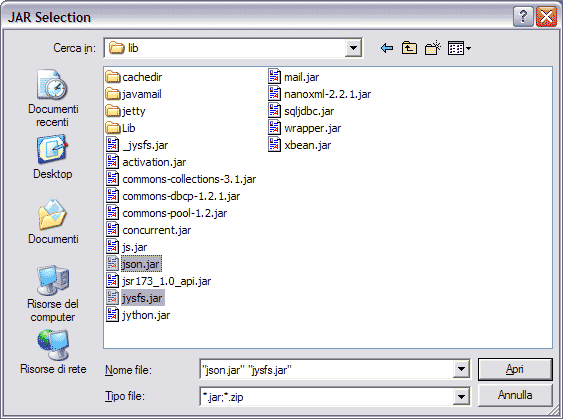 JAR Selection
Cerca in:
lib
Documenti
recenti
Desktop
Documenti
Risorse del
computer
Risorse di rete
cachedir
javamail
jetty
Lib
_jysfs.jar
activation.jar
commons-collections-3.1.jar
commons-dbcp-1.2.1.jar
commons-pool-1.2.jar
concurrent.jar
js.jar
json.jar
jsr173_1.0_api.jar
jysfs.jar
jython.jar
mail.jar
nanoxml-2.2.1.jar
sqljdbc.jar
wrapper.jar
xbean.jar
Nome file:
"json.jar" "jysfs.jar"
Apri
Tipo file:
*.jar;*.zip
Annulla